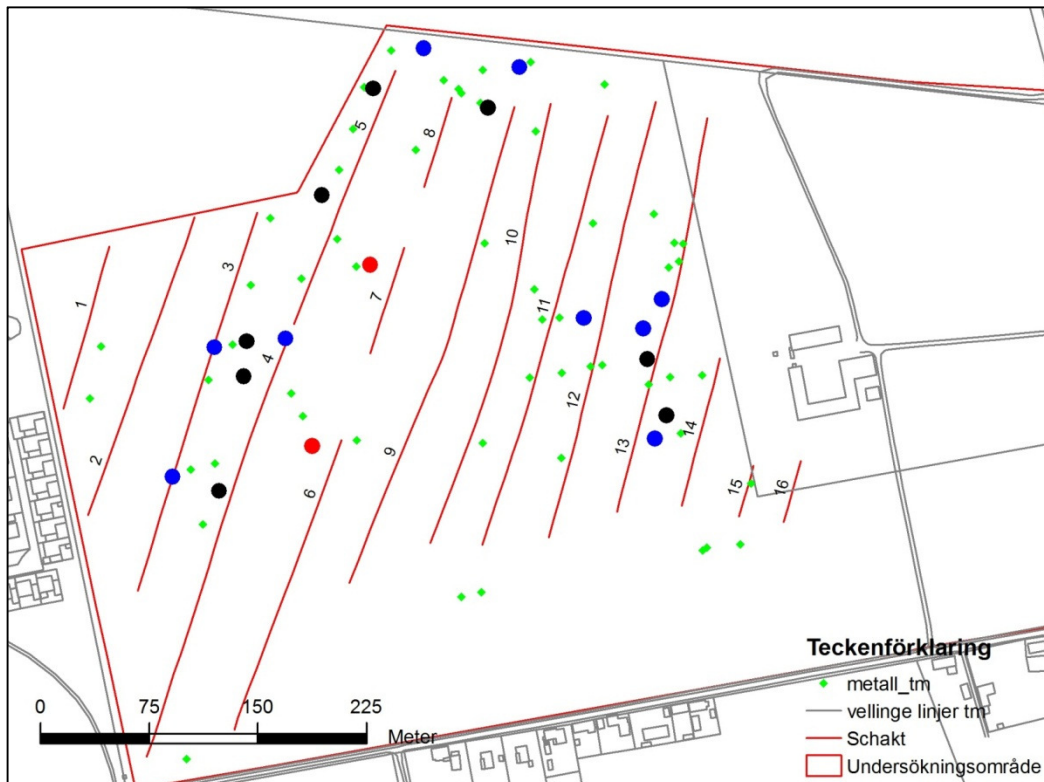 5
8
10
3
7
1
11
4
12
2
9
13
14
6
15
16
Teckenförklaring
metall_tm
vellinge linjer tm
Schakt
Undersökningsområde
0 75 150 225
Meter